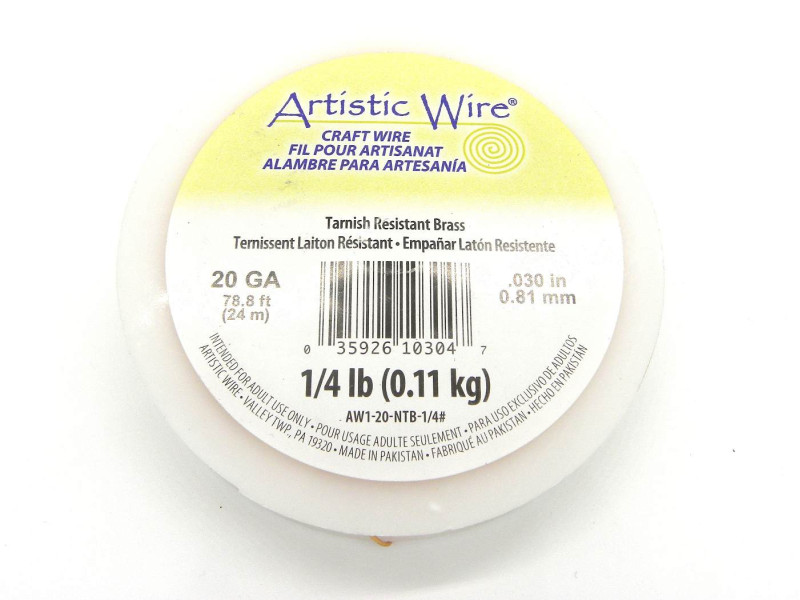 Artistic Wire®
CRAFT WIRE
FIL POUR ARTISANAT
ALAMBRE PARA ARTESANÍA
Tarnish Resistant Brass
Ternissent Laiton Résistant • Empañar Latón Resistente
20 GA
78.8 ft
(24 m)
.030 in
0.81 mm
0 35926 10304 7
1/4 lb (0.11 kg)
AW1-20-NTB-1/4#
INTENDED FOR ADULT USE ONLY • POUR USAGE ADULTE SEULEMENT • PARA USO EXCLUSIVO DE ADULTOS
ARTISTIC WIRE • VALLEY TWP., PA 19320 • MADE IN PAKISTAN • FABRIQUÉ AU PAKISTAN • HECHO EN PAKISTÁN